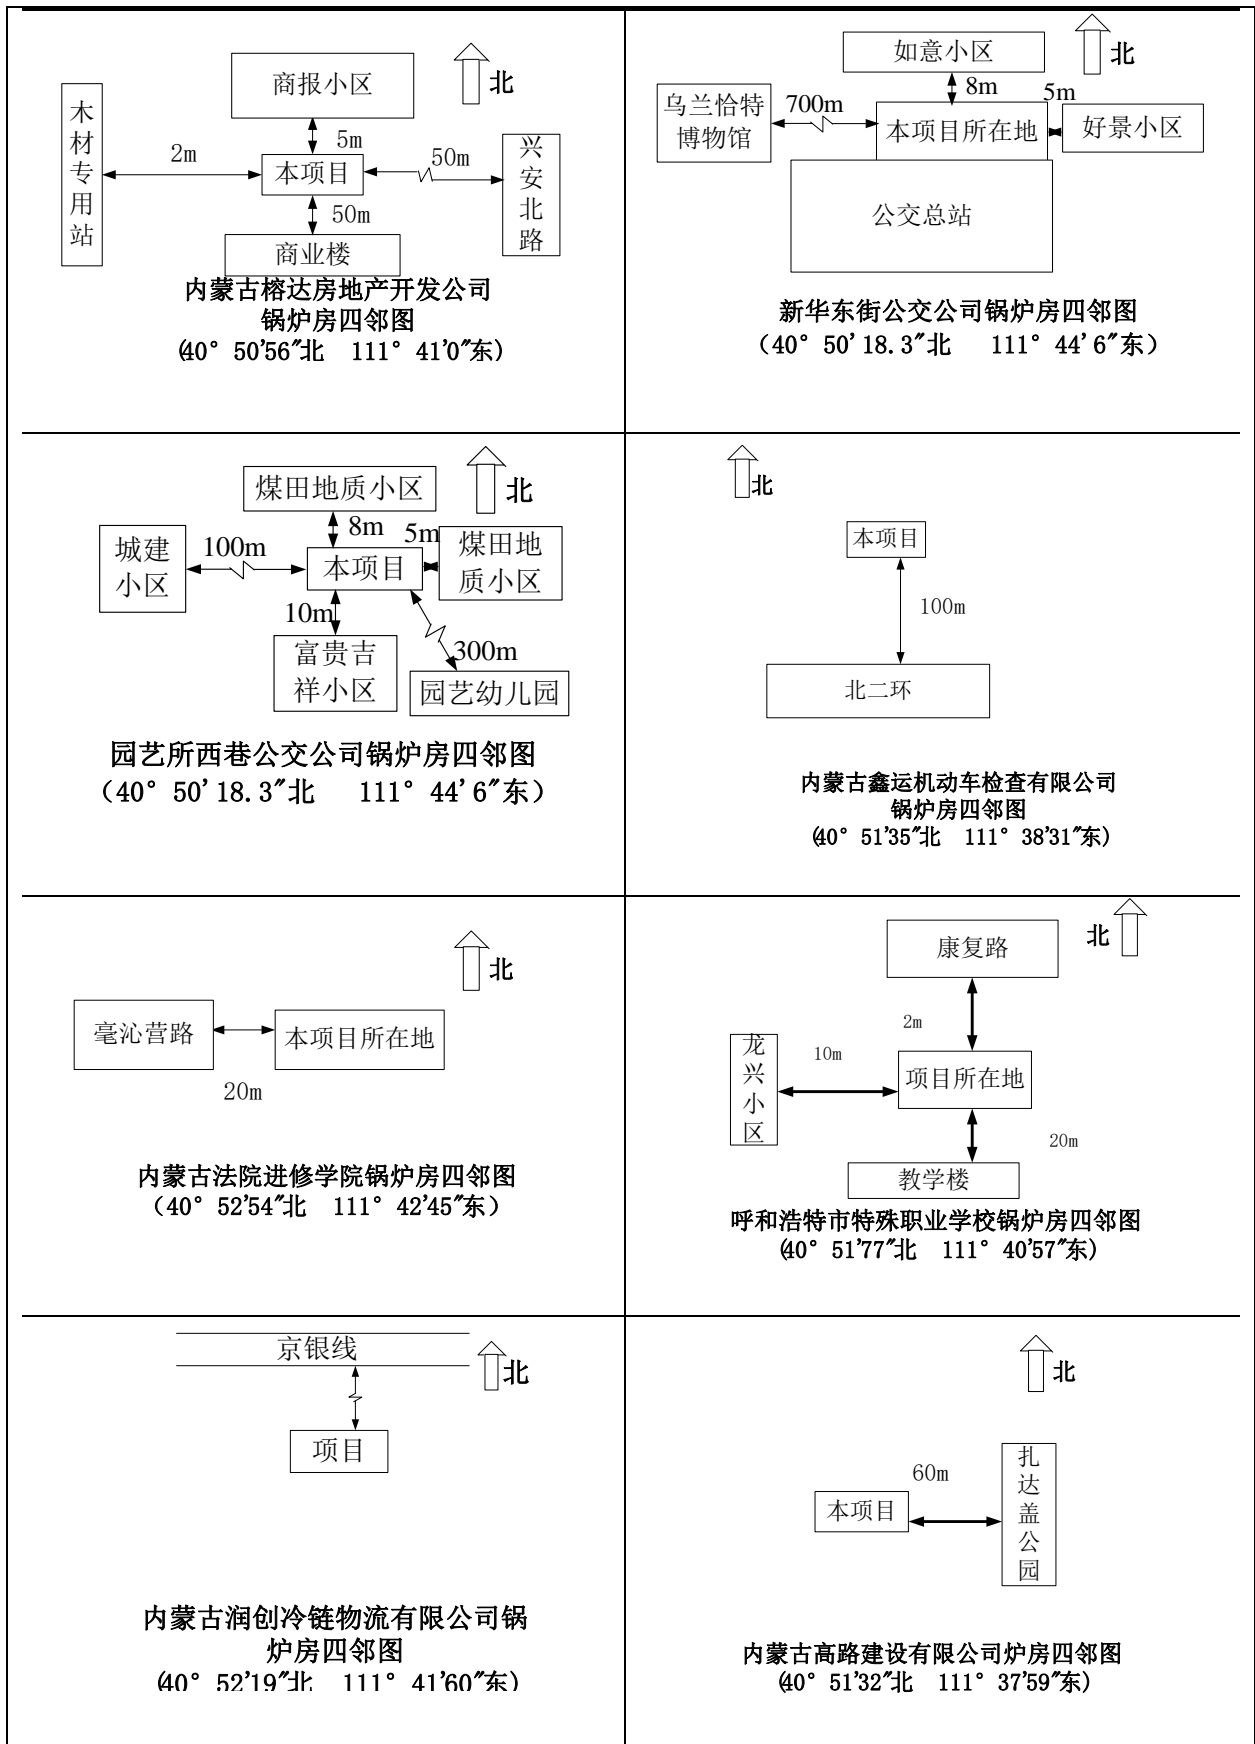 商报小区
北
木材专用站
2m
5m
本项目
50m
兴安北路
50m
商业楼
内蒙古榕达房地产开发公司
锅炉房四邻图
(40°50'56"北 111°41'0"东)
如意小区
北
8m
5m
乌兰恰特
博物馆
700m
本项目所在地
好景小区
公交总站
新华东街公交公司锅炉房四邻图
(40°50'18.3"北 111°44'6"东)
煤田地质小区
北
8m
5m
城建
小区
100m
本项目
煤田地
质小区
10m
300m
富贵吉
祥小区
园艺幼儿园
园艺所西巷公交公司锅炉房四邻图
(40°50'18.3"北 111°44'6"东)
北
本项目
100m
北二环
内蒙古鑫运机动车检查有限公司
锅炉房四邻图
(40°51'35"北 111°38'31"东)
北
毫沁营路
本项目所在地
20m
内蒙古法院进修学院锅炉房四邻图
(40°52'54"北 111°42'45"东)
康复路
北
2m
龙兴小区
10m
项目所在地
20m
教学楼
呼和浩特市特殊职业学校锅炉房四邻图
(40°51'77"北 111°40'57"东)
京银线
北
项目
内蒙古润创冷链物流有限公司锅
炉房四邻图
(40°52'19"北 111°41'60"东)
北
60m
本项目
扎达盖公园
内蒙古高路建设有限公司炉房四邻图
(40°51'32"北 111°37'59"东)